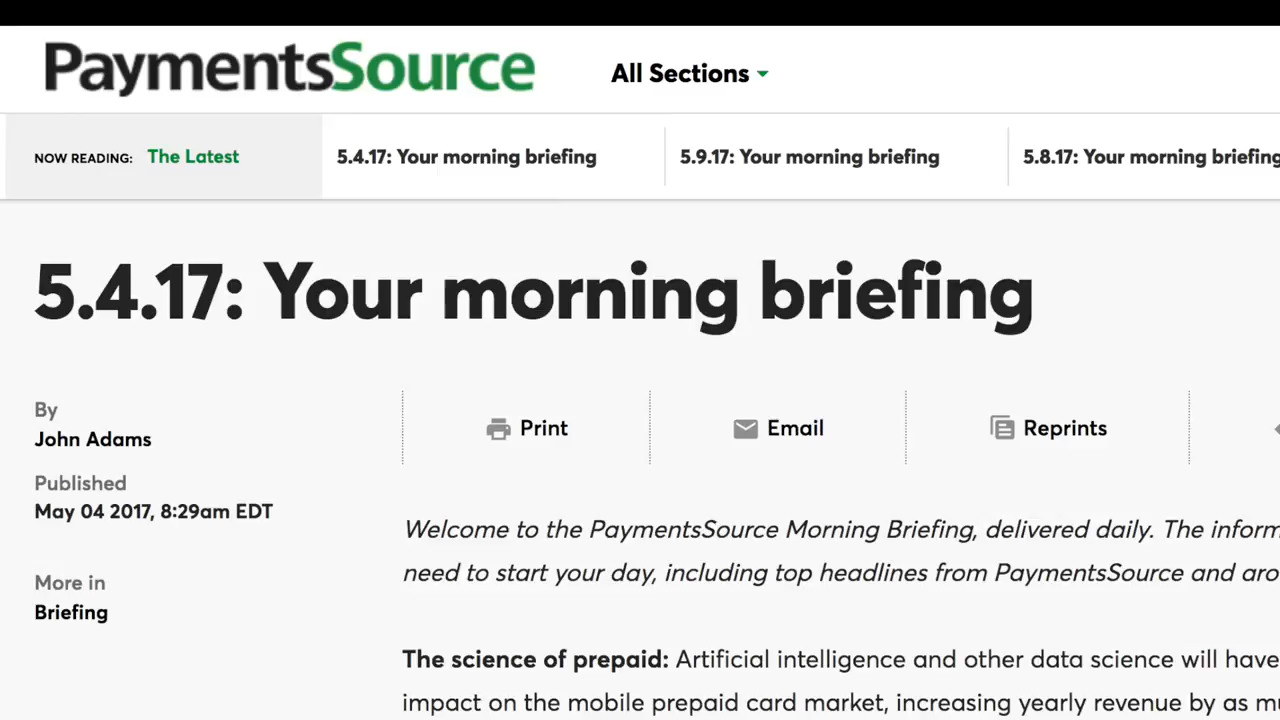 PaymentsSource
All Sections
NOW READING: The Latest
5.4.17: Your morning briefing
5.9.17: Your morning briefing
5.8.17: Your morning briefing
5.4.17: Your morning briefing
By
John Adams
Published
May 04 2017, 8:29am EDT
More in
Briefing
Print
Email
Reprints
Welcome to the PaymentsSource Morning Briefing, delivered daily. The
need to start your day, including top headlines from PaymentsSource and
The science of prepaid: Artificial intelligence and other data science will have
impact on the mobile prepaid card market, increasing yearly revenue by as